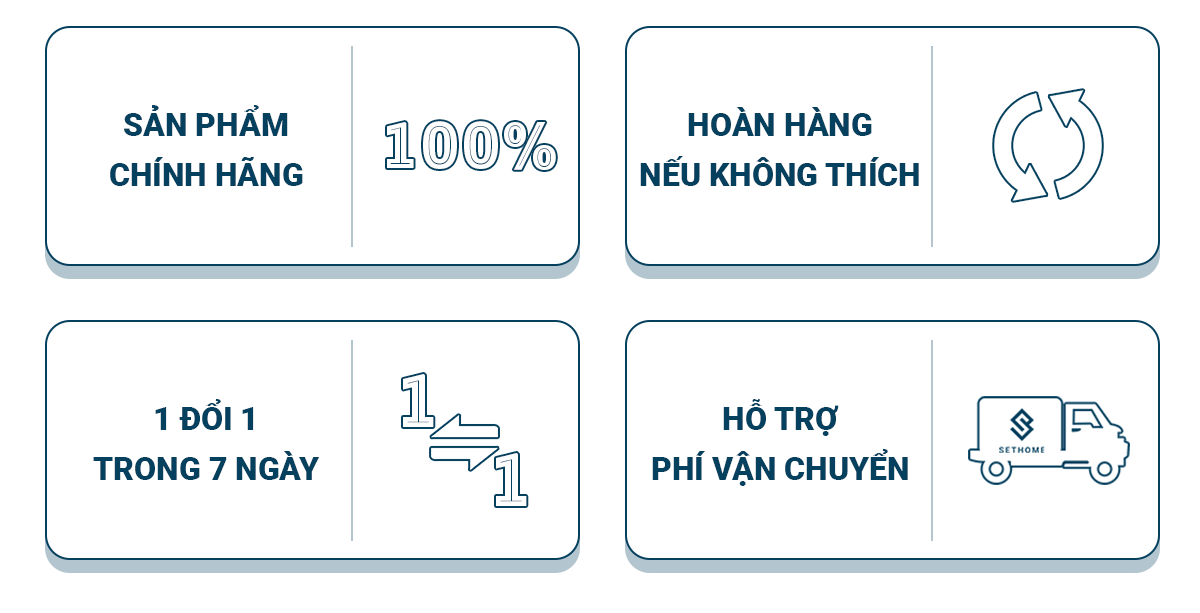 SẢN PHẨM
CHÍNH HÃNG
100%
HOÀN HÀNG
NẾU KHÔNG THÍCH
1 ĐỔI 1
TRONG 7 NGÀY
1
1
HỖ TRỢ
PHÍ VẬN CHUYỂN
SETHOME